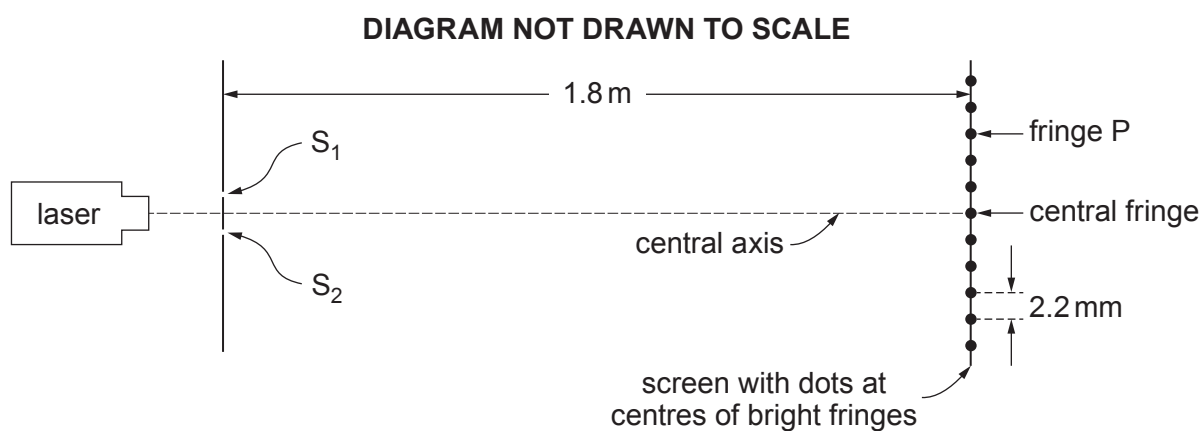 DIAGRAM NOT DRAWN TO SCALE
1.8 m
S₁
fringe P
laser
central fringe
central axis
S₂
2.2 mm
screen with dots at
centres of bright fringes